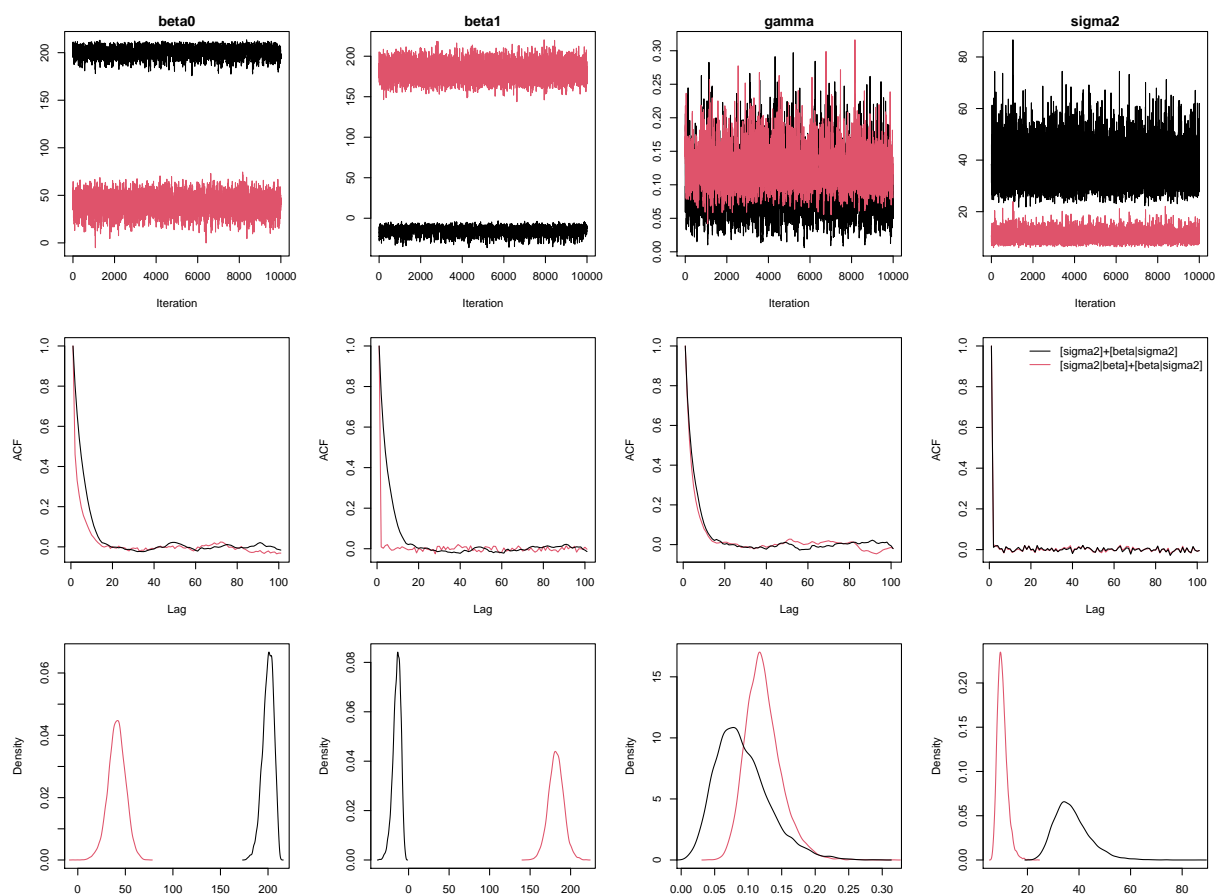 beta0 beta1 gamma sigma2
200
150
100
50
0
0 2000 4000 6000 8000 10000
Iteration
200
150
100
50
0
0 2000 4000 6000 8000 10000
Iteration
0.30
0.25
0.20
0.15
0.10
0.05
0.00
0 2000 4000 6000 8000 10000
Iteration
80
60
40
20
0 2000 4000 6000 8000 10000
Iteration
ACF
1.0
0.8
0.6
0.4
0.2
0.0
0 20 40 60 80 100
Lag
ACF
1.0
0.8
0.6
0.4
0.2
0.0
0 20 40 60 80 100
Lag
ACF
1.0
0.8
0.6
0.4
0.2
0.0
0 20 40 60 80 100
Lag
ACF
1.0
0.8
0.6
0.4
0.2
0.0
[sigma2]+[beta|sigma2]
[sigma2|beta]+[beta|sigma2]
0 20 40 60 80 100
Lag
Density
0.06
0.04
0.02
0.00
0 50 100 150 200
Density
0.08
0.06
0.04
0.02
0.00
0 50 100 150 200
Density
15
10
5
0
0.00 0.05 0.10 0.15 0.20 0.25 0.30
Density
0.20
0.15
0.10
0.05
0.00
20 40 60 80